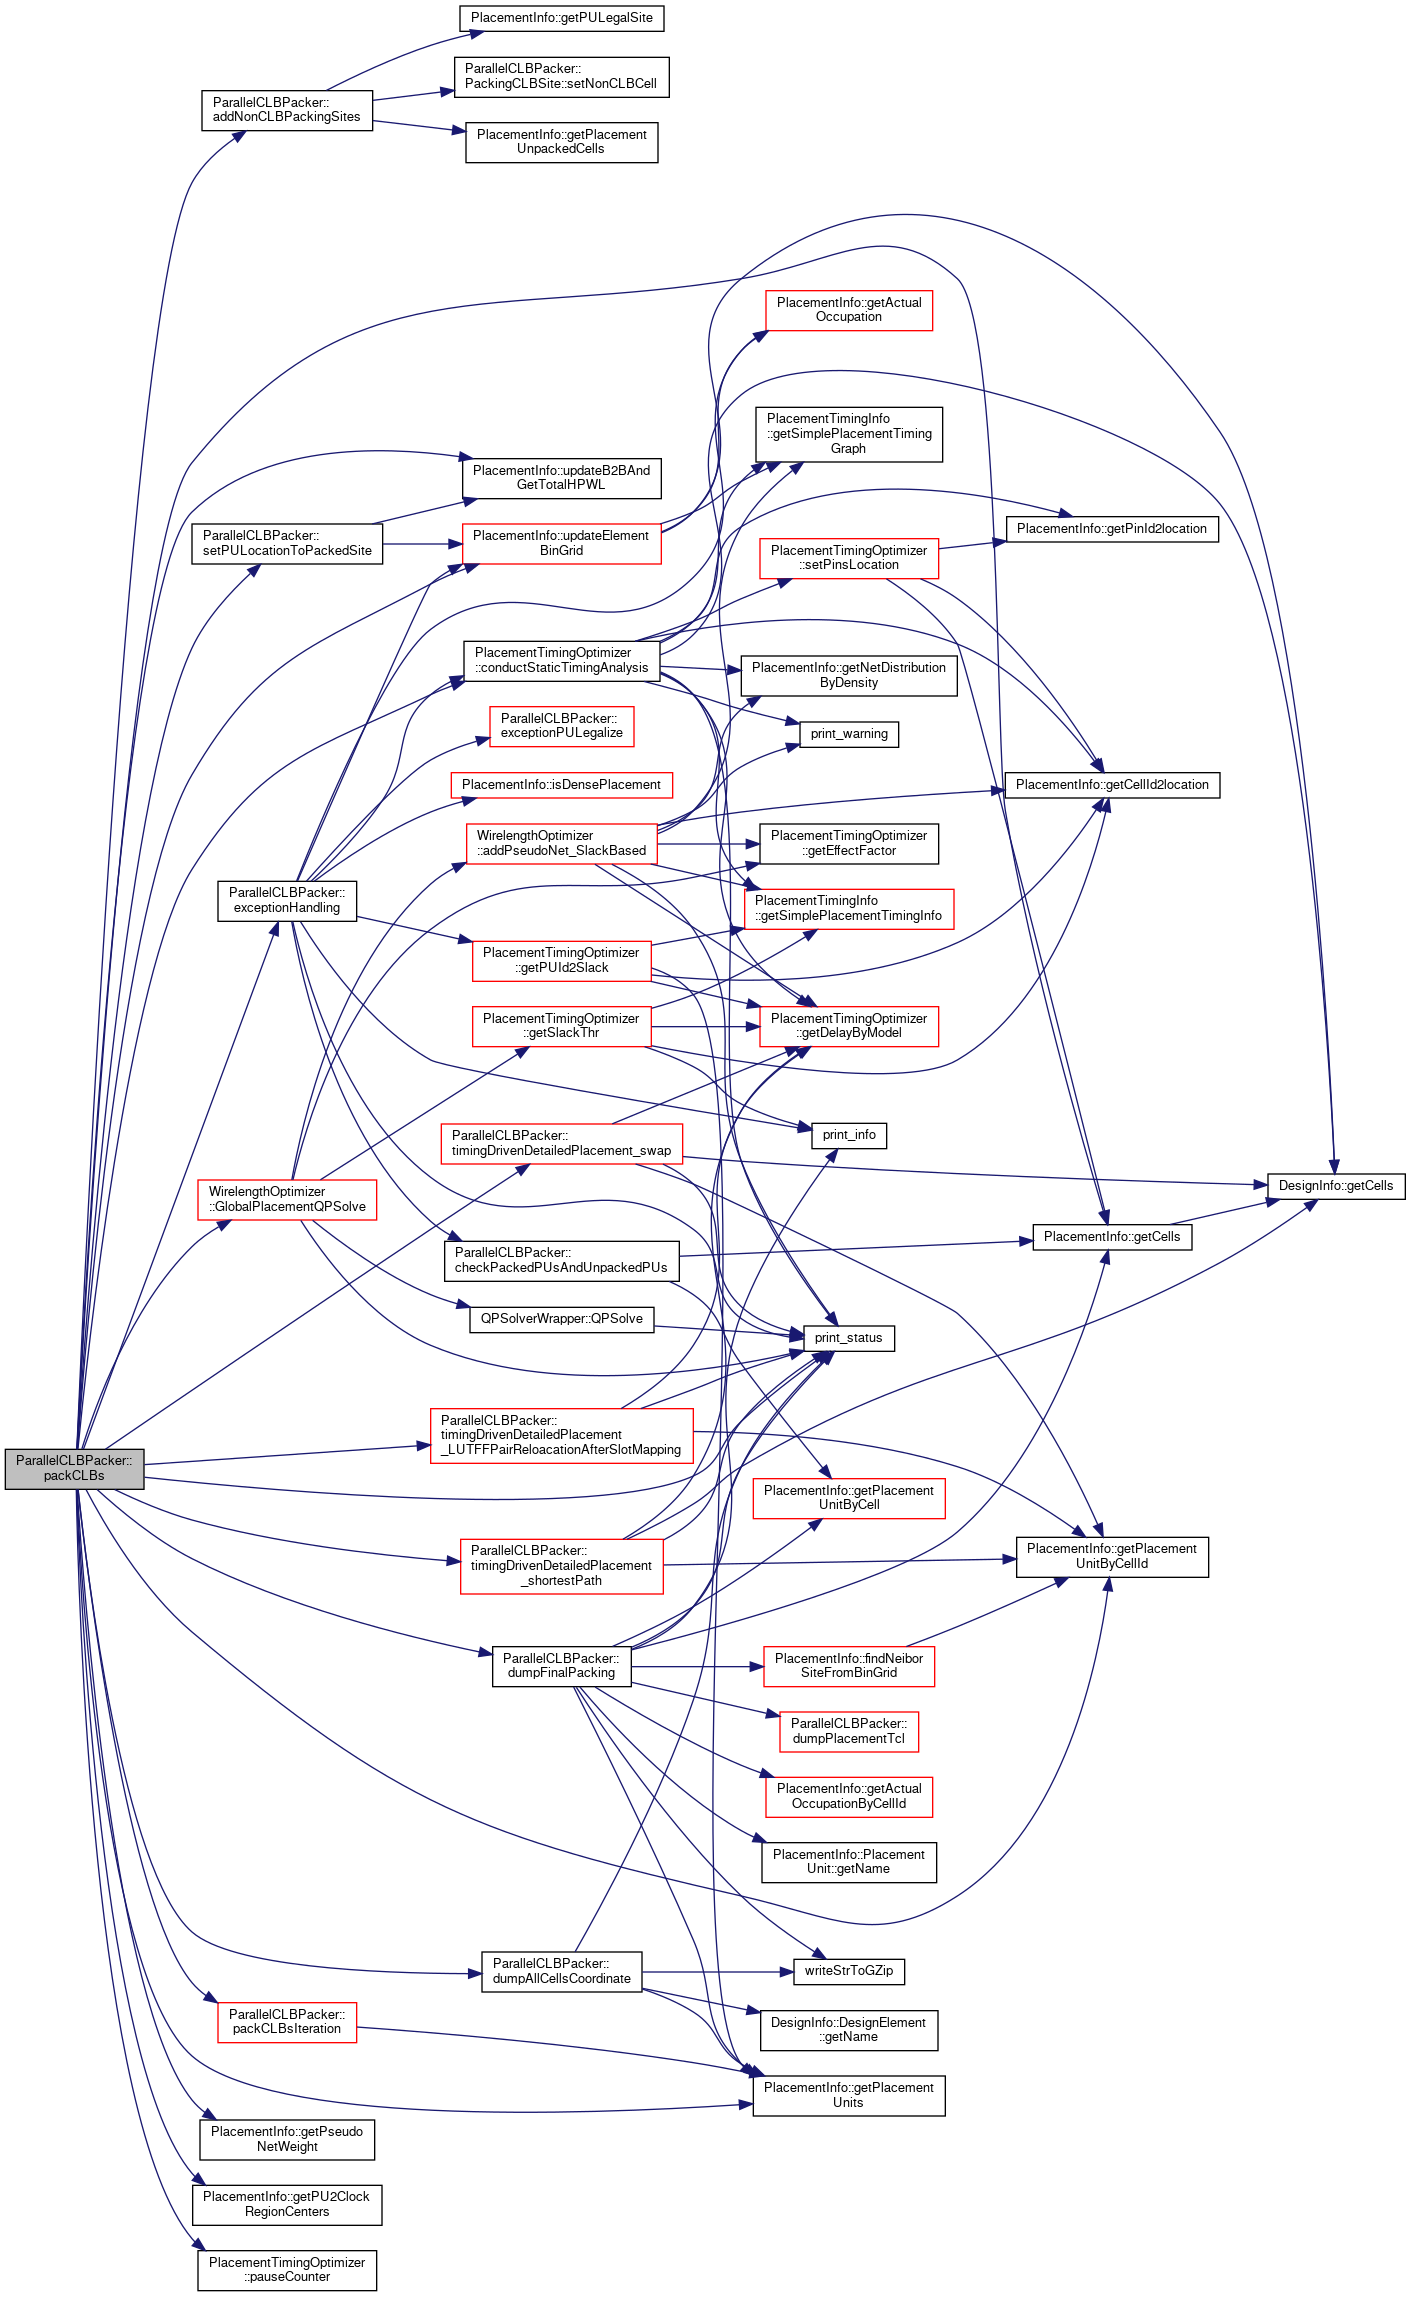 PlacementInfo::getPULegalSite
ParallelCLBPacker::
PackingCLBSite::setNonCLBCell
ParallelCLBPacker::
addNonCLBPackingSites
PlacementInfo::getPlacement
UnpackedCells
PlacementInfo::getActual
Occupation
PlacementTimingInfo
::getSimplePlacementTiming
Graph
PlacementInfo::updateB2BAnd
GetTotalHPWL
PlacementInfo::getPinId2location
ParallelCLBPacker::
setPULocationToPackedSite
PlacementInfo::updateElement
BinGrid
PlacementTimingOptimizer
::setPinsLocation
PlacementTimingOptimizer
::conductStaticTimingAnalysis
PlacementInfo::getNetDistribution
ByDensity
ParallelCLBPacker::
exceptionPULegalize
print_warning
PlacementInfo::isDensePlacement
PlacementInfo::getCellId2location
WirelengthOptimizer
::addPseudoNet_SlackBased
PlacementTimingOptimizer
::getEffectFactor
ParallelCLBPacker::
exceptionHandling
PlacementTimingInfo
::getSimplePlacementTimingInfo
PlacementTimingOptimizer
::getPUId2Slack
PlacementTimingOptimizer
::getSlackThr
PlacementTimingOptimizer
::getDelayByModel
ParallelCLBPacker::
timingDrivenDetailedPlacement_swap
print_info
WirelengthOptimizer
::GlobalPlacementQPSolve
DesignInfo::getCells
PlacementInfo::getCells
ParallelCLBPacker::
checkPackedPUsAndUnpackedPUs
QPSolverWrapper::QPSolve
print_status
ParallelCLBPacker::
timingDrivenDetailedPlacement
_LUTFFPairReloacationAfterSlotMapping
ParallelCLBPacker::
packCLBs
PlacementInfo::getPlacement
UnitByCell
ParallelCLBPacker::
timingDrivenDetailedPlacement
_shortestPath
PlacementInfo::getPlacement
UnitByCellId
ParallelCLBPacker::
dumpFinalPacking
PlacementInfo::findNeibor
SiteFromBinGrid
ParallelCLBPacker::
dumpPlacementTcl
PlacementInfo::getActual
OccupationByCellId
PlacementInfo::Placement
Unit::getName
ParallelCLBPacker::
dumpAllCellsCoordinate
writeStrToGZip
ParallelCLBPacker::
packCLBsIteration
DesignInfo::DesignElement
::getName
PlacementInfo::getPlacement
Units
PlacementInfo::getPseudo
NetWeight
PlacementInfo::getPU2Clock
RegionCenters
PlacementTimingOptimizer
::pauseCounter